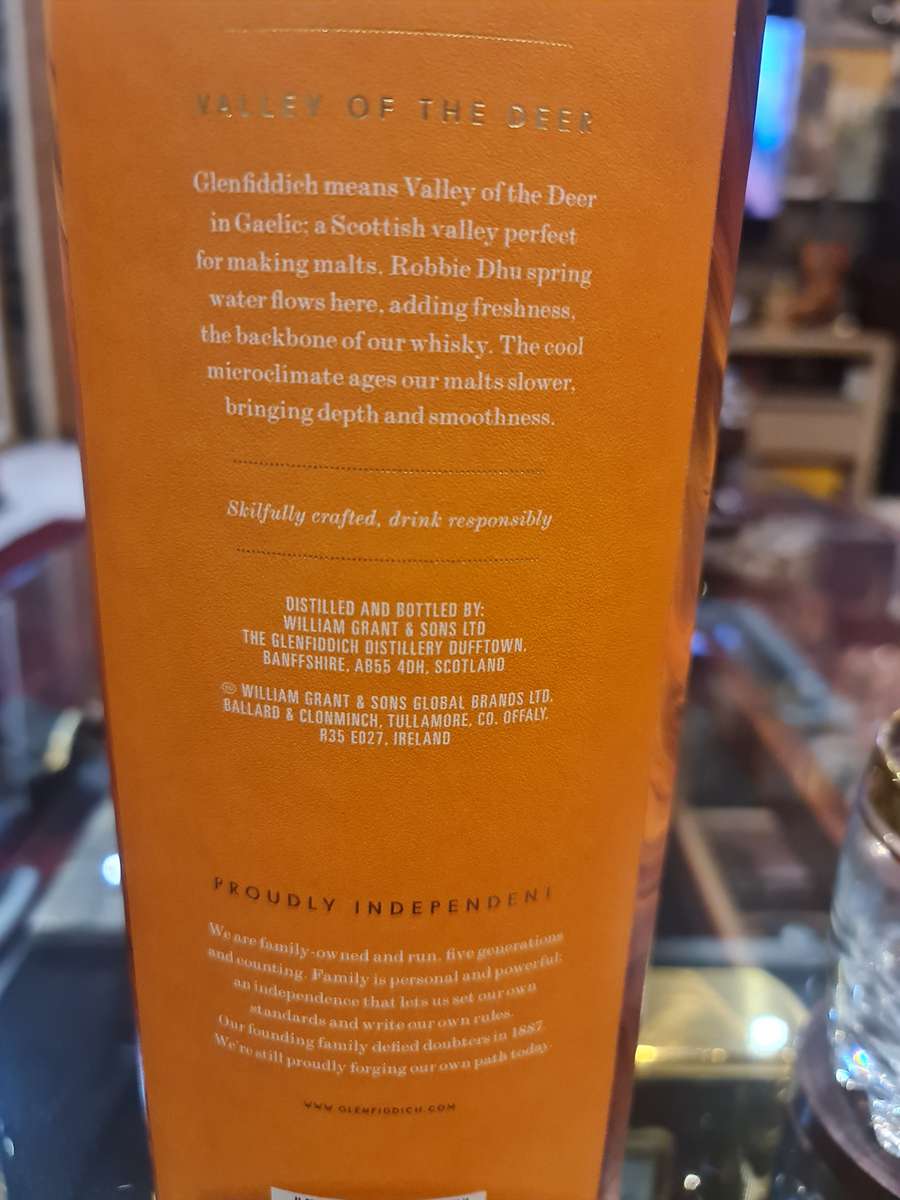 VALLEY OF THE DEER
Glenfiddich means Valley of the Deer
in Gaelic; a Scottish valley perfect
for making malts. Robbie Dhu spring
water flows here, adding freshness,
the backbone of our whisky. The cool
microclimate ages our malts slower,
bringing depth and smoothness.
Skilfully crafted, drink responsibly
DISTILLED AND BOTTLED BY:
WILLIAM GRANT & SONS LTD
THE GLENFIDDICH DISTILLERY DUFFTOWN,
BANFFSHIRE, AB55 4DH, SCOTLAND
WILLIAM GRANT & SONS GLOBAL BRANDS LTD.
BALLARD & CLONMINCH, TULLAMORE, CO. OFFALY,
R35 E027, IRELAND
PROUDLY INDEPENDENT
We are family-owned and run, five generations
and counting. Family is personal and powerful;
an independence that lets us set our own
standards and write our own rules.
Our founding family defied doubters in 1887.
We're still proudly forging our own path today.
WWW.GLENFIDDICH.COM